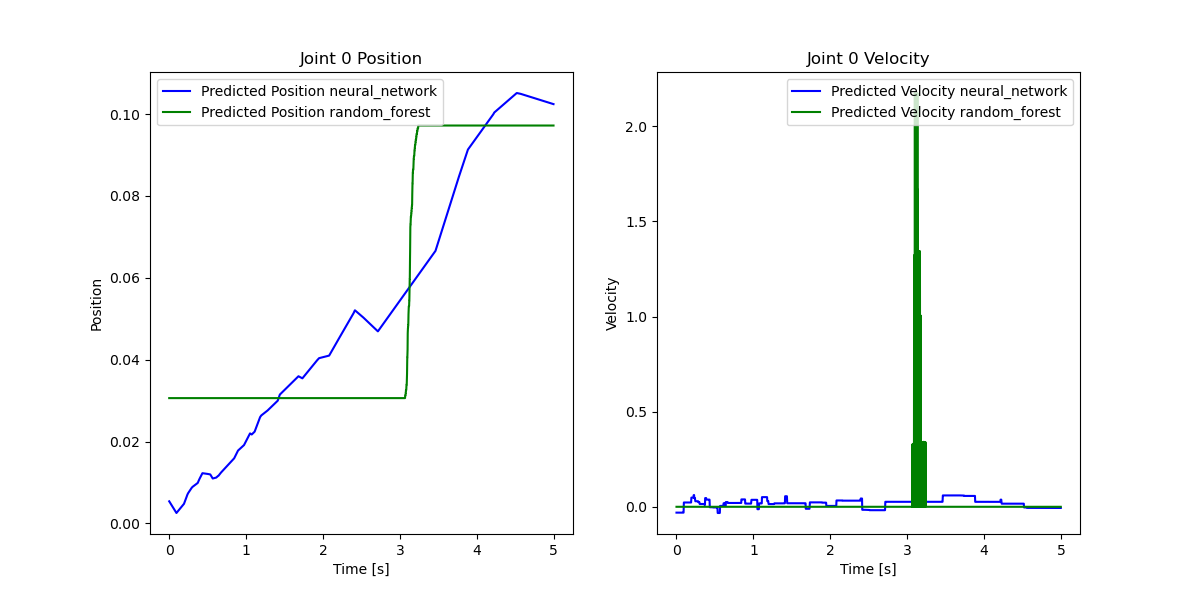 Joint 0 Position
Predicted Position neural_network
Predicted Position random_forest
0.10
0.08
0.06
0.04
0.02
0.00
Position
0 1 2 3 4 5
Time [s]
Joint 0 Velocity
Predicted Velocity neural_network
Predicted Velocity random_forest
2.0
1.5
1.0
0.5
0.0
Velocity
0 1 2 3 4 5
Time [s]